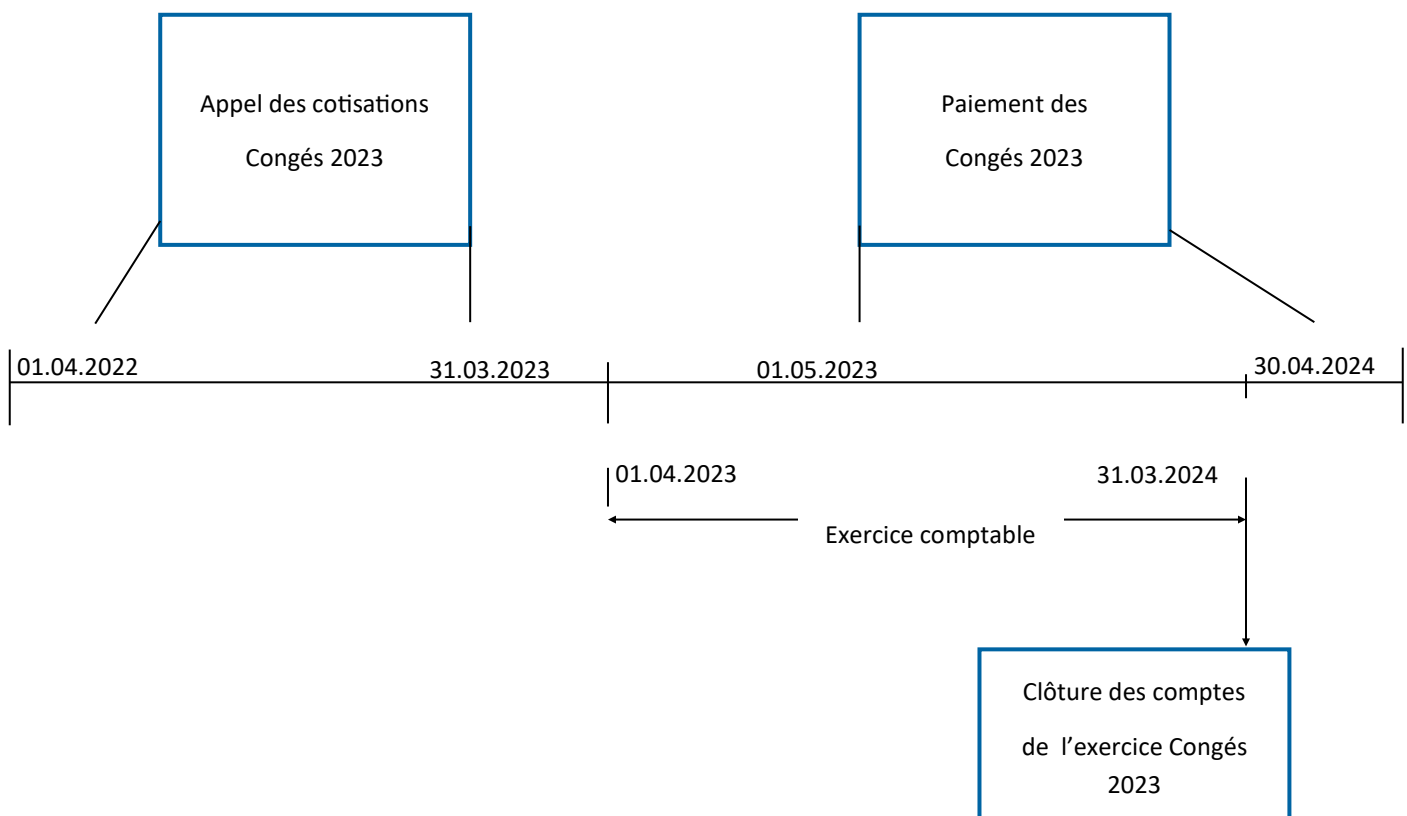 Appel des cotisations
Congés 2023
Paiement des
Congés 2023
01.04.2022
31.03.2023
01.05.2023
30.04.2024
01.04.2023
31.03.2024
Exercice comptable
Clôture des comptes
de l’exercice Congés
2023